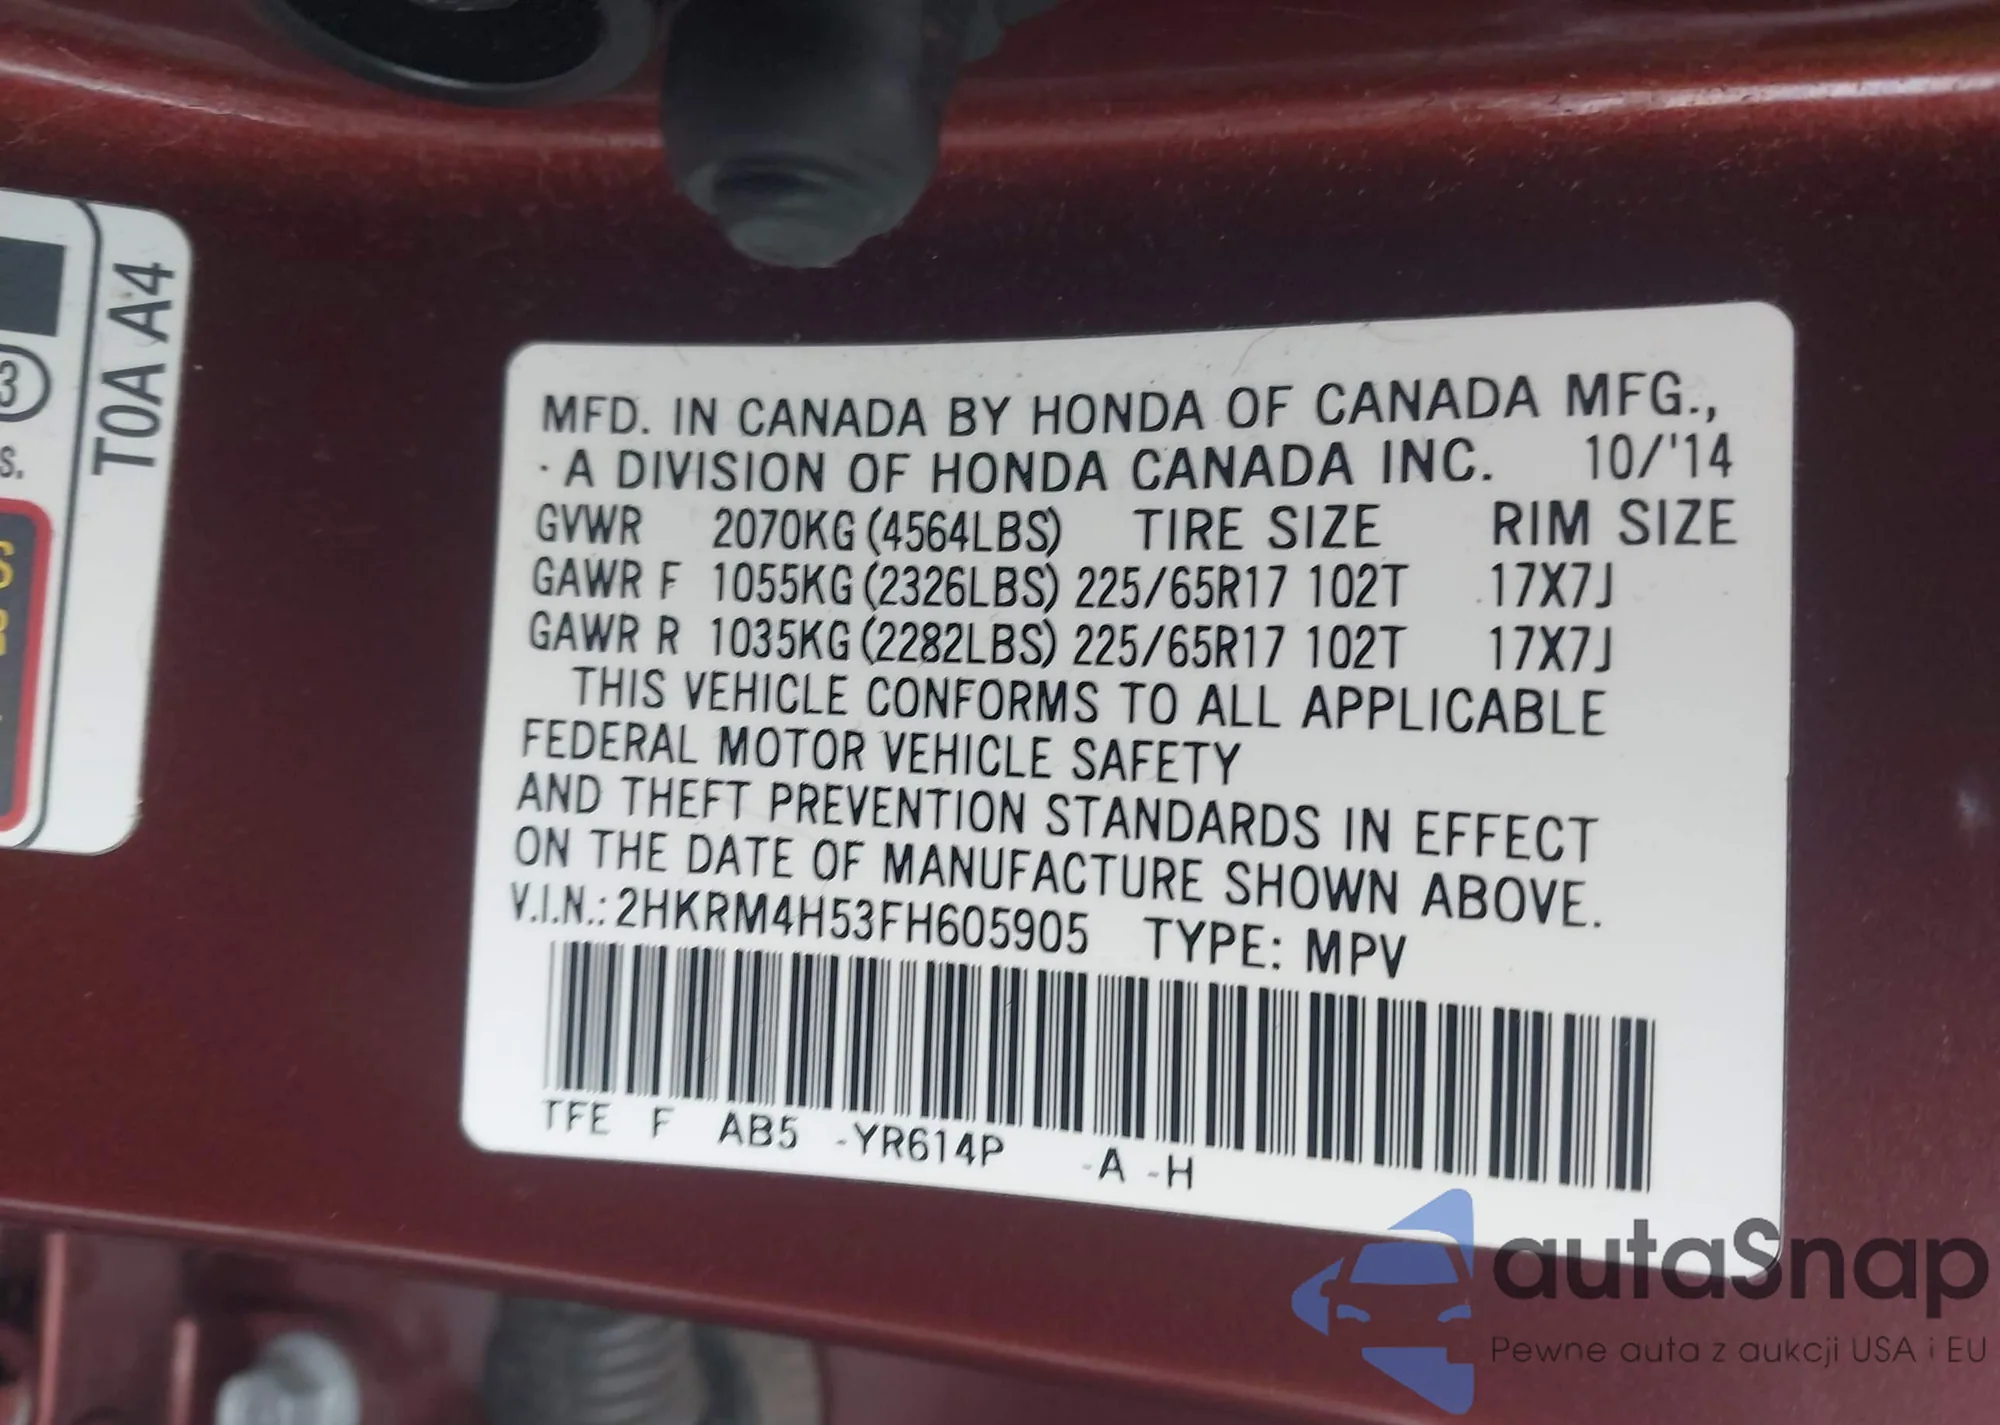 T0A A4
3
S.
S
MFD. IN CANADA BY HONDA OF CANADA MFG.,
· A DIVISION OF HONDA CANADA INC. 10/'14
GVWR 2070KG (4564LBS) TIRE SIZE RIM SIZE
GAWR F 1055KG (2326LBS) 225/65R17 102T 17X7J
GAWR R 1035KG (2282LBS) 225/65R17 102T 17X7J
THIS VEHICLE CONFORMS TO ALL APPLICABLE
FEDERAL MOTOR VEHICLE SAFETY
AND THEFT PREVENTION STANDARDS IN EFFECT
ON THE DATE OF MANUFACTURE SHOWN ABOVE.
V.I.N.: 2HKRM4H53FH605905 TYPE: MPV
TFE F AB5 -YR614P -A -H
autaSnap
Pewne auta z aukcji USA i EU